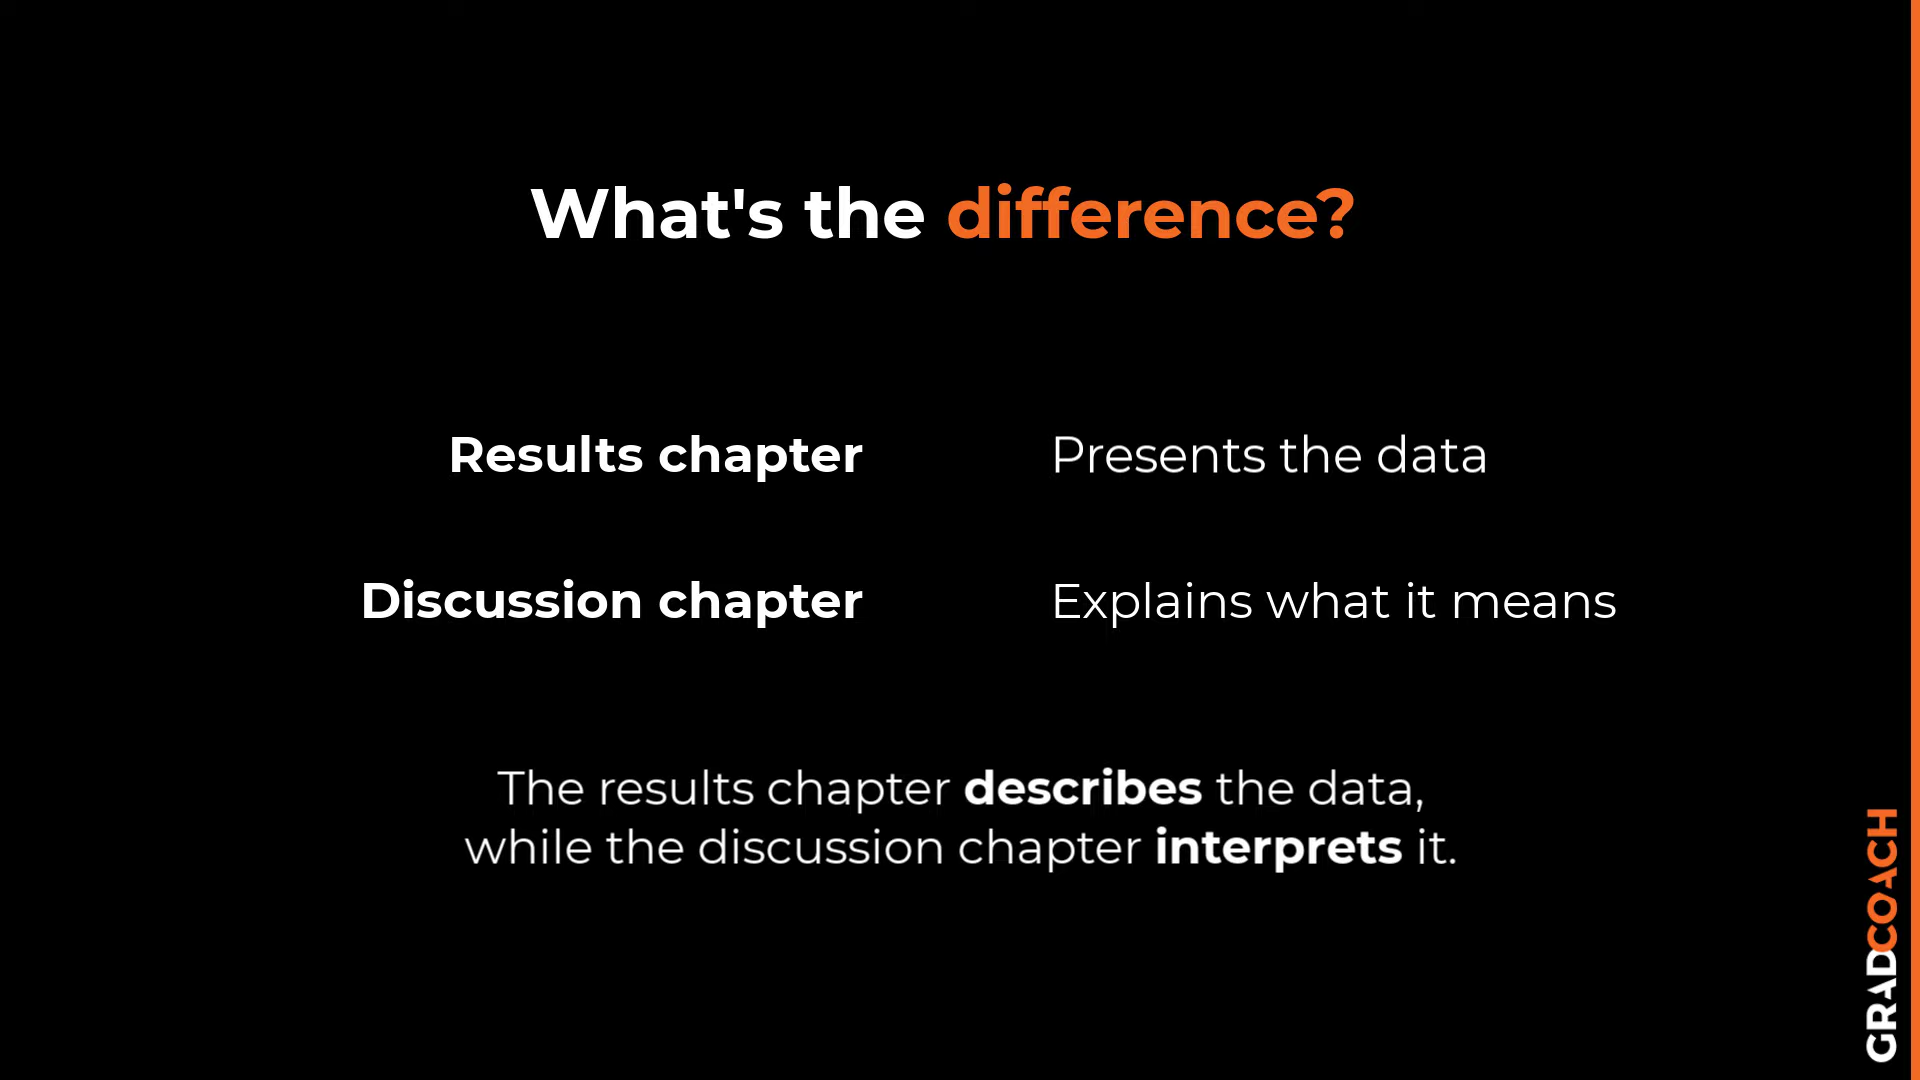 What's the difference?
Results chapter
Presents the data
Discussion chapter
Explains what it means
The results chapter describes the data,
while the discussion chapter interprets it.
GRADCOACH